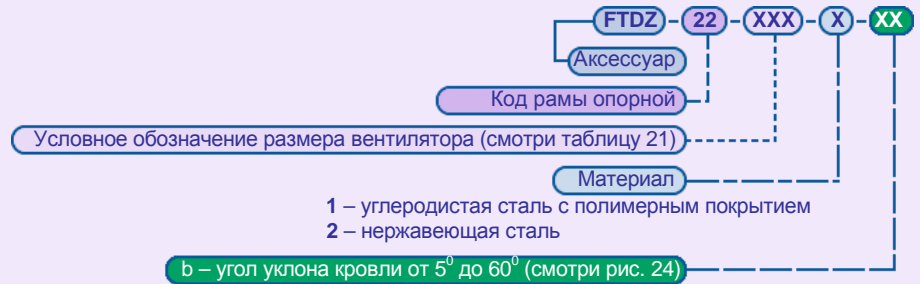 FTDZ-22-XXX-X-XX
Аксессуар
Код рамы опорной
Условное обозначение размера вентилятора (смотри таблицу 21)
Материал
1 – углеродистая сталь с полимерным покрытием
2 – нержавеющая сталь
b – угол уклона кровли от 5⁰ до 60⁰ (смотри рис. 24)